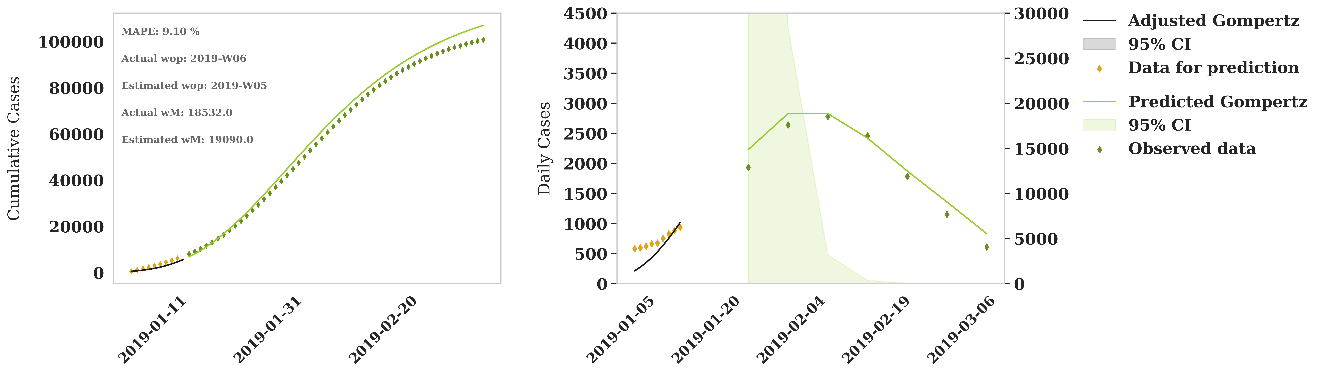 Cumulative Cases
100000
80000
60000
40000
20000
0
MAPE: 9.10 %
Actual wop: 2019-W06
Estimated wop: 2019-W05
Actual wM: 18532.0
Estimated wM: 19090.0
2019-01-11
2019-01-31
2019-02-20
Daily Cases
4500
4000
3500
3000
2500
2000
1500
1000
500
0
30000
25000
20000
15000
10000
5000
0
2019-01-05
2019-01-20
2019-02-04
2019-02-19
2019-03-06
Adjusted Gompertz
95% CI
Data for prediction
Predicted Gompertz
95% CI
Observed data